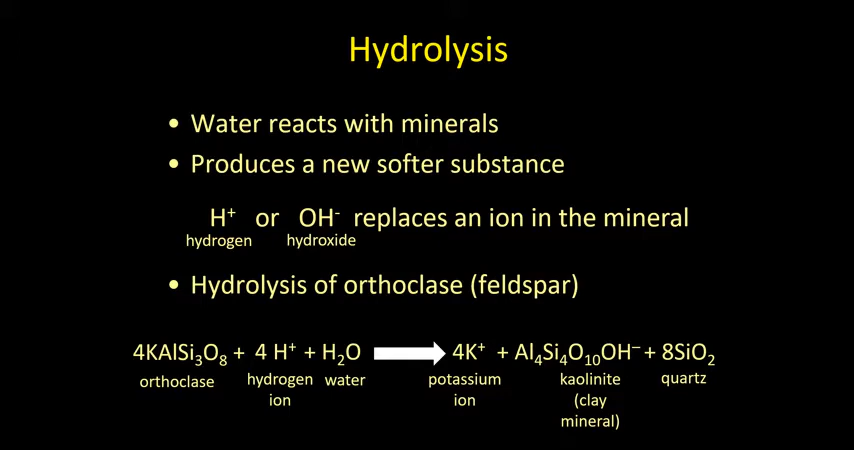 Hydrolysis
• Water reacts with minerals
• Produces a new softer substance
H⁺ or OH⁻ replaces an ion in the mineral
hydrogen hydroxide
• Hydrolysis of orthoclase (feldspar)
4KAlSi₃O₈ + 4 H⁺ + H₂O → 4K⁺ + Al₄Si₄O₁₀OH⁻ + 8SiO₂
orthoclase hydrogen water potassium kaolinite quartz
ion ion (clay
mineral)